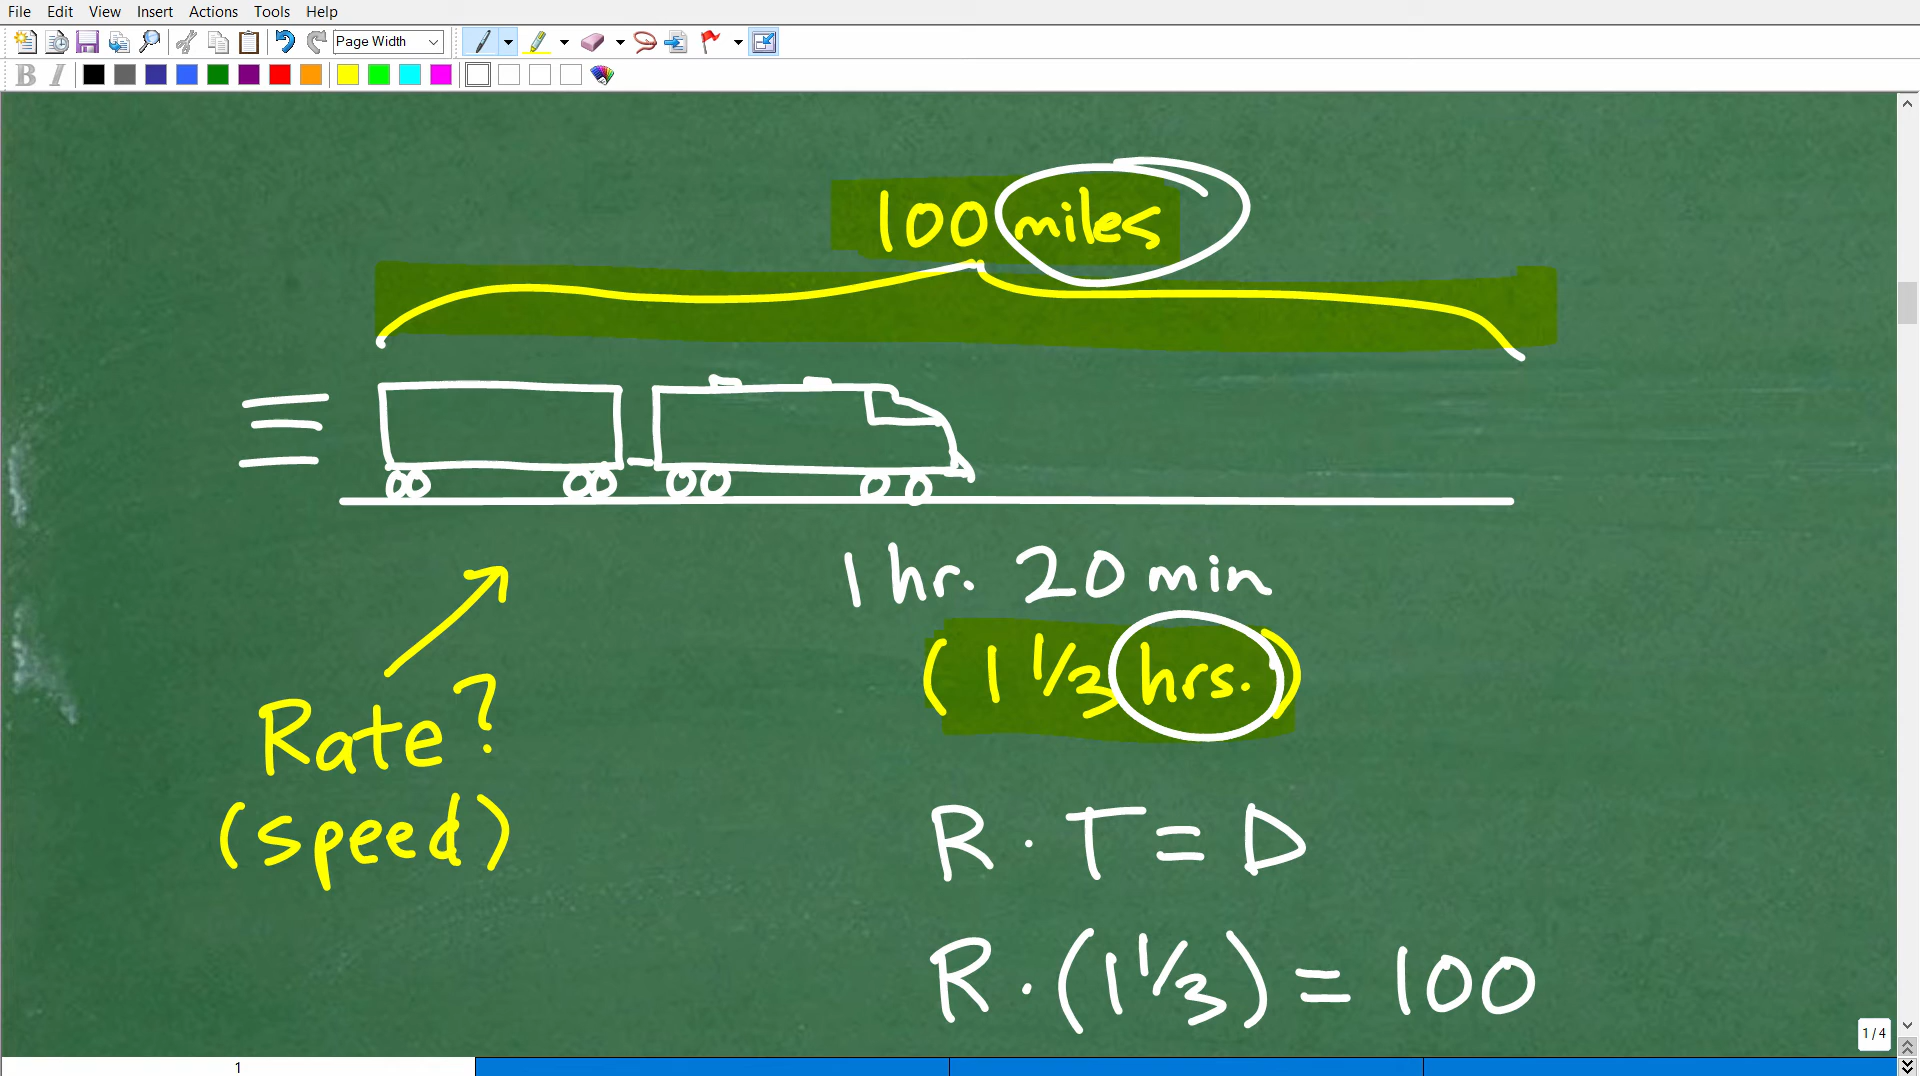 File Edit View Insert Actions Tools Help
Page Width
B I
100 miles
1 hr. 20 min
(1 1/3 hrs.)
Rate?
(speed)
R · T = D
R · (1 1/3) = 100
1 / 4
1